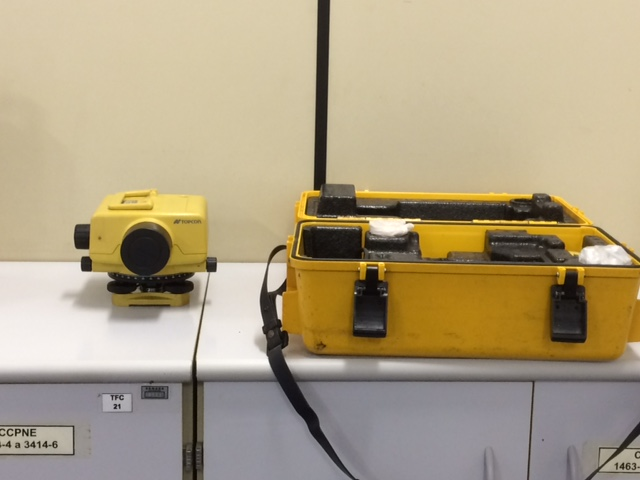 TOPCON
TFC
21
CCPNE
-4 a 3414-6
C
1463-